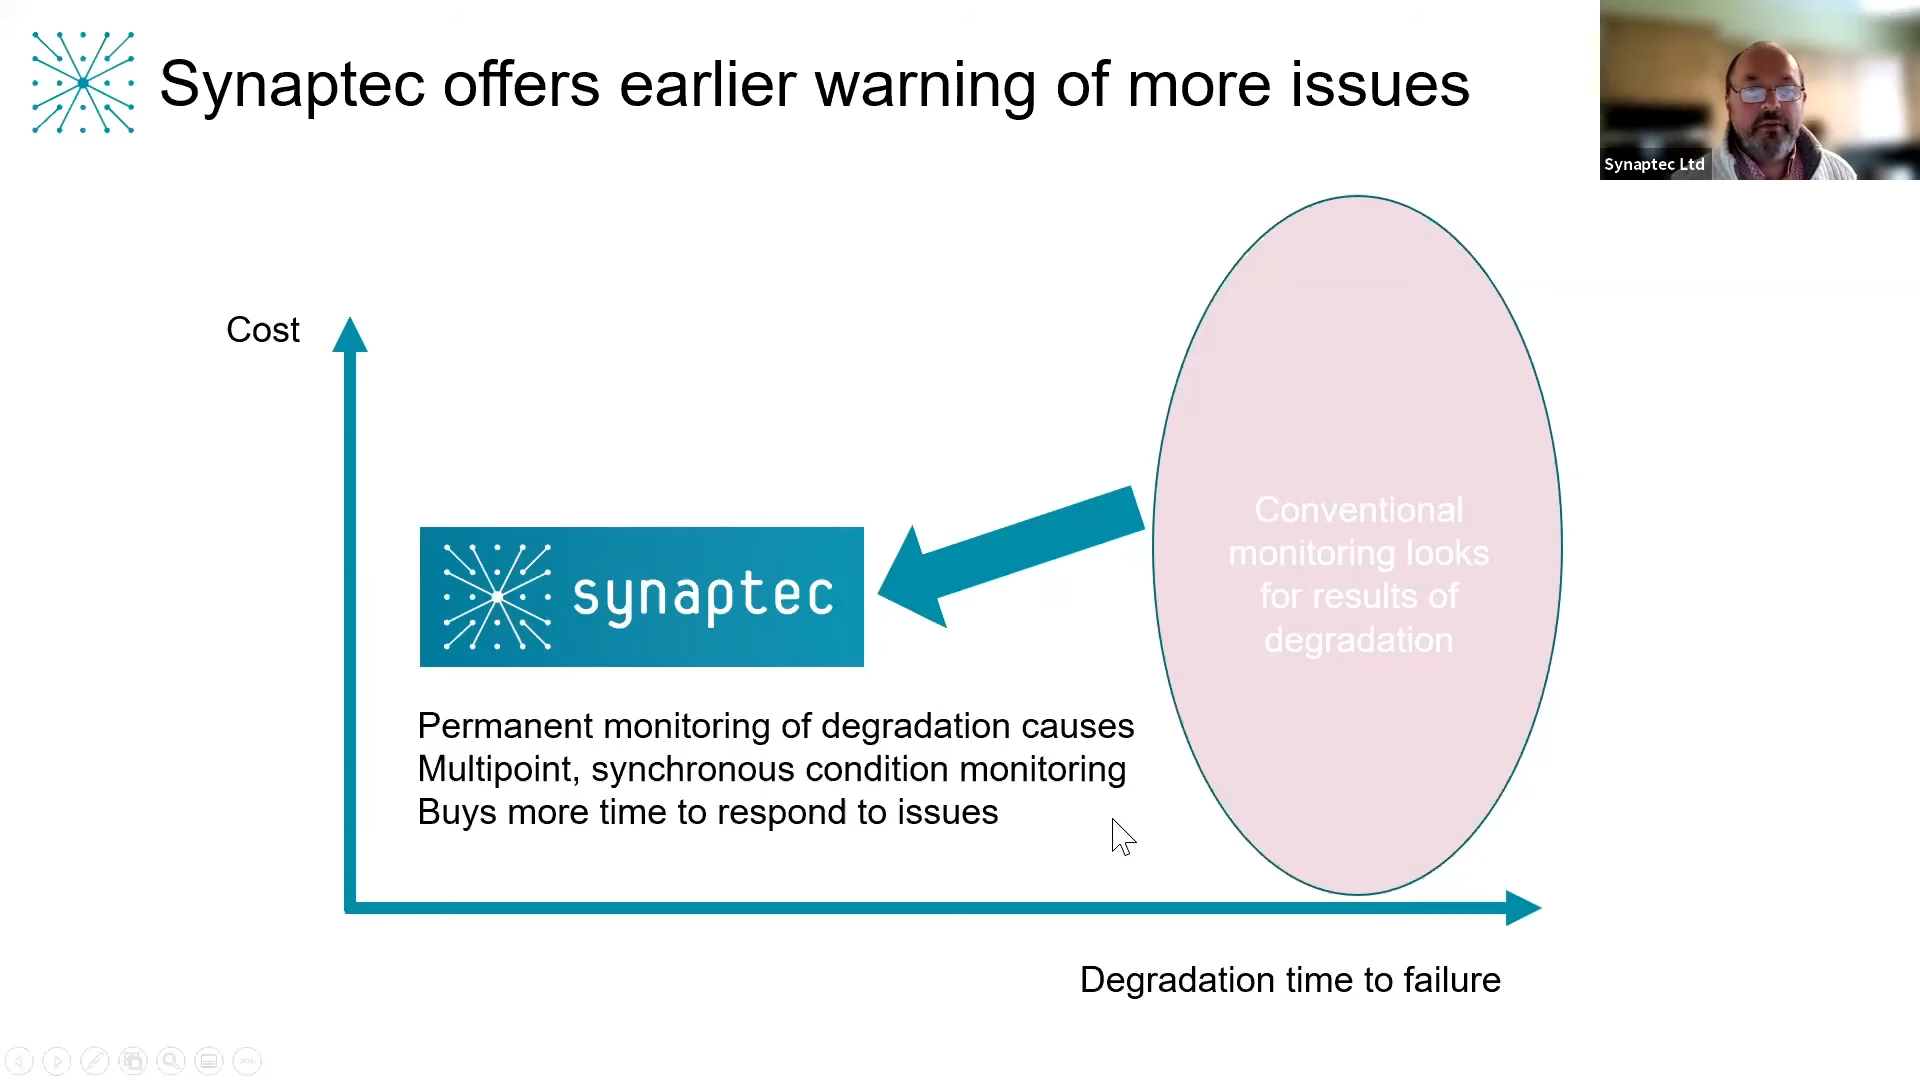 Synaptec offers earlier warning of more issues
Synaptec Ltd
Cost
Conventional
monitoring looks
for results of
degradation
synaptec
Permanent monitoring of degradation causes
Multipoint, synchronous condition monitoring
Buys more time to respond to issues
Degradation time to failure